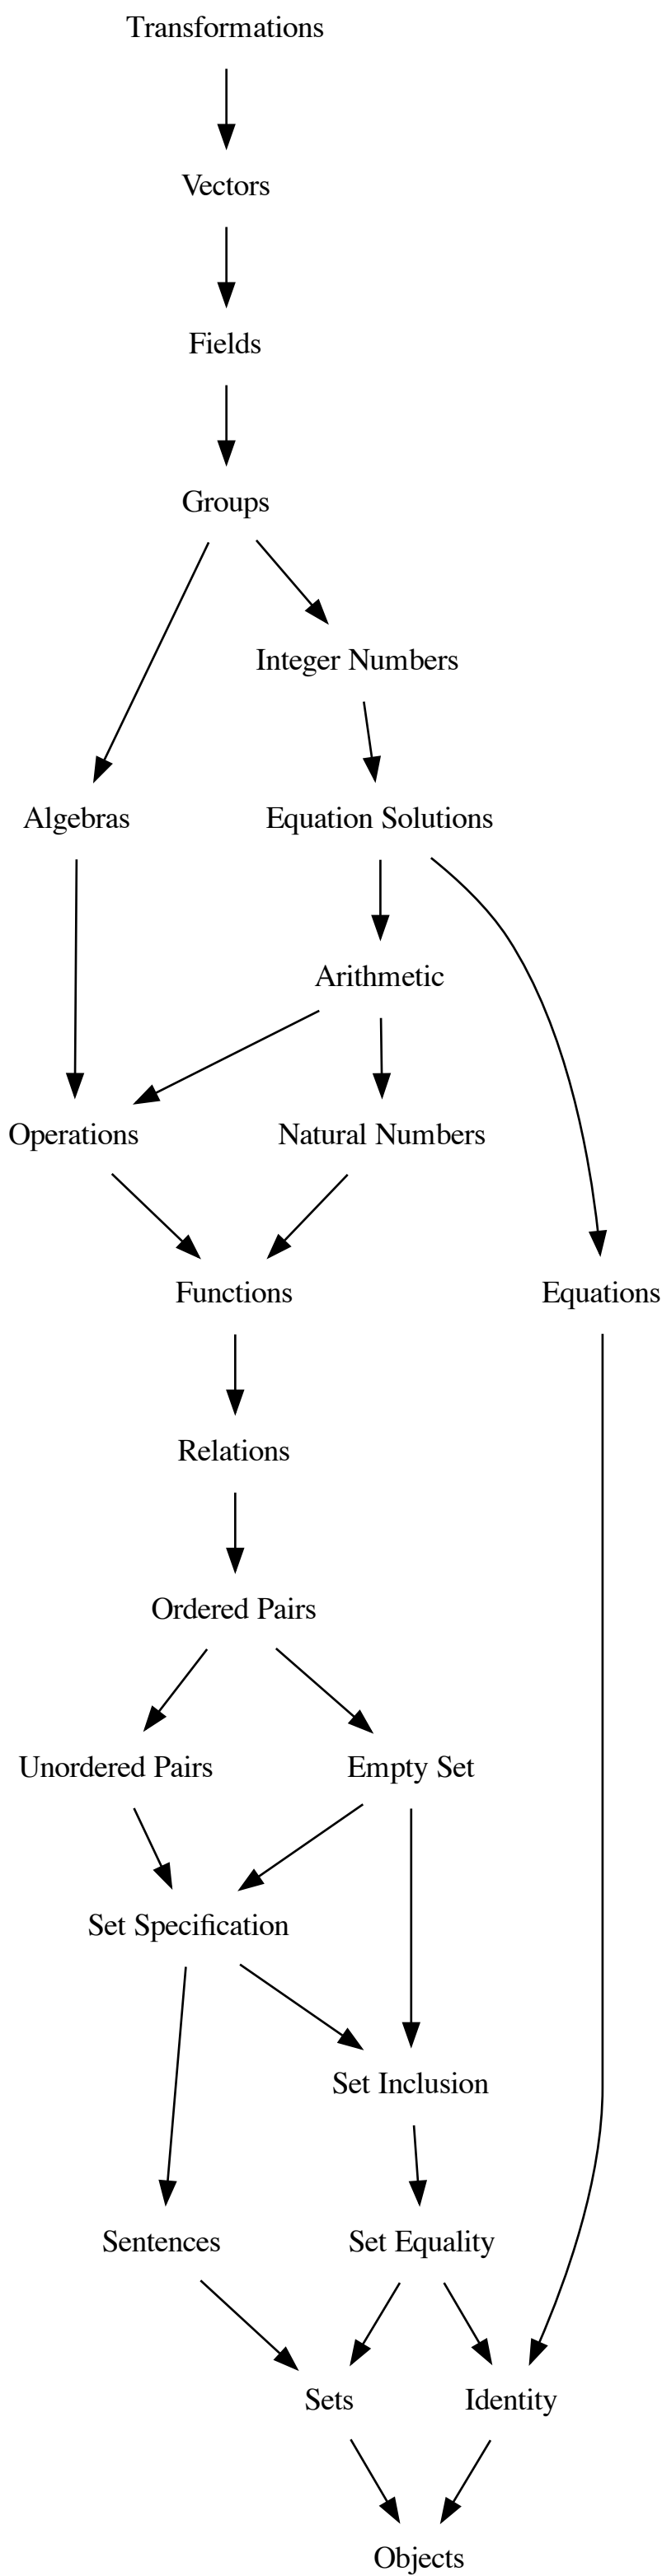 Transformations
Vectors
Fields
Groups
Integer Numbers
Algebras
Equation Solutions
Arithmetic
Operations
Natural Numbers
Functions
Equations
Relations
Ordered Pairs
Unordered Pairs
Empty Set
Set Specification
Set Inclusion
Sentences
Set Equality
Sets
Identity
Objects